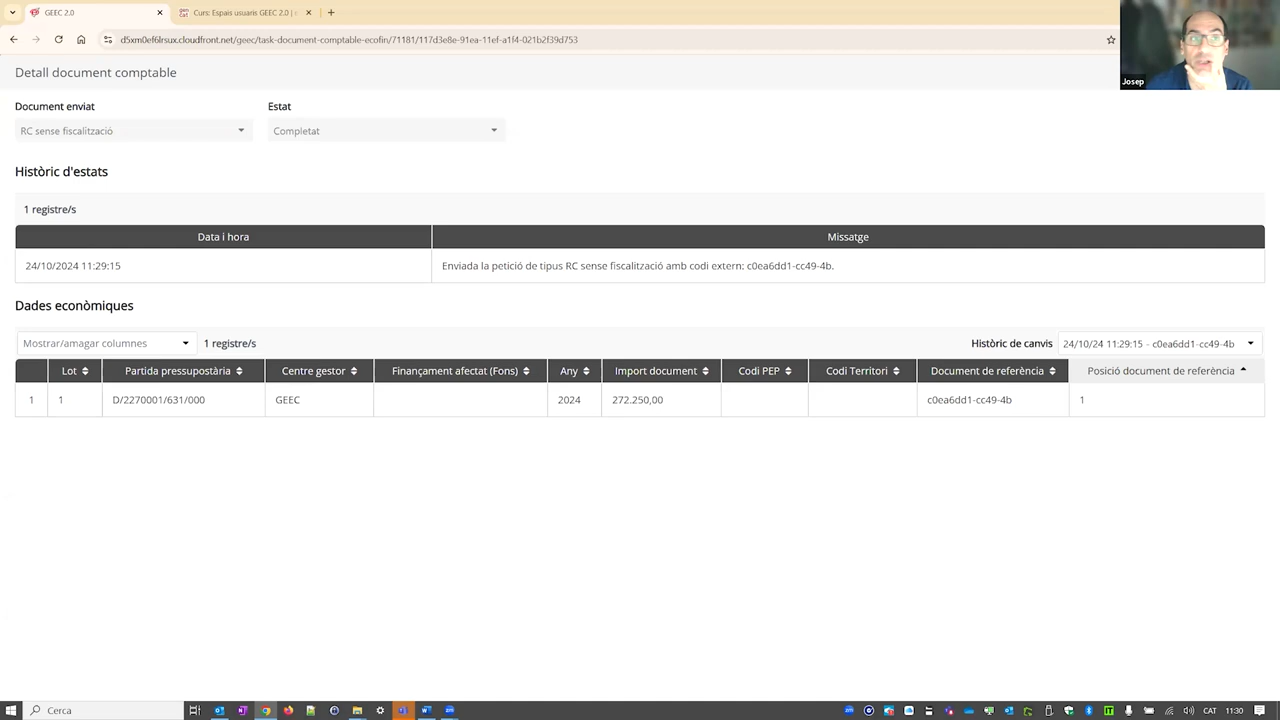 GEEC 2.0
Curs: Espais usuaris GEEC 2.0 |
d5xm0ef6lrsux.cloudfront.net/geec/task-document-comptable-ecofin/71181/117d3e8e-91ea-11ef-a1f4-021b2f39d753
Josep
Detall document comptable
Document enviat
Estat
RC sense fiscalització
Completat
Històric d'estats
1 registre/s
Data i hora
Missatge
24/10/2024 11:29:15
Enviada la petició de tipus RC sense fiscalització amb codi extern: c0ea6dd1-cc49-4b.
Dades econòmiques
Mostrar/amagar columnes
1 registre/s
Històric de canvis
24/10/24 11:29:15 - c0ea6dd1-cc49-4b
Lot
Partida pressupostària
Centre gestor
Finançament afectat (Fons)
Any
Import document
Codi PEP
Codi Territori
Document de referència
Posició document de referència
1
1
D/2270001/631/000
GEEC
2024
272.250,00
c0ea6dd1-cc49-4b
1
Cerca
CAT
11:30